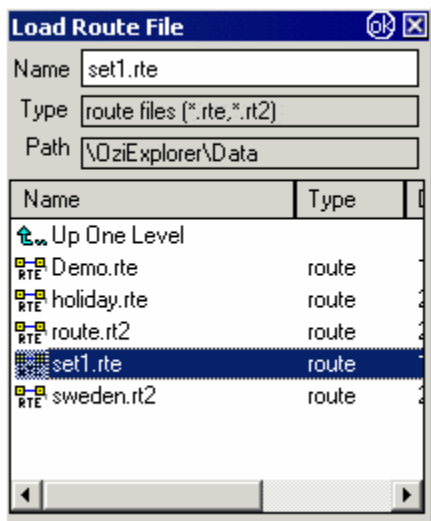 Load Route File ok
Name set1.rte
Type route files (*.rte,*.rt2)
Path \OziExplorer\Data
Name Type
Up One Level
RTE Demo.rte route
RTE holiday.rte route
RTE route.rt2 route
set1.rte route
RTE sweden.rt2 route